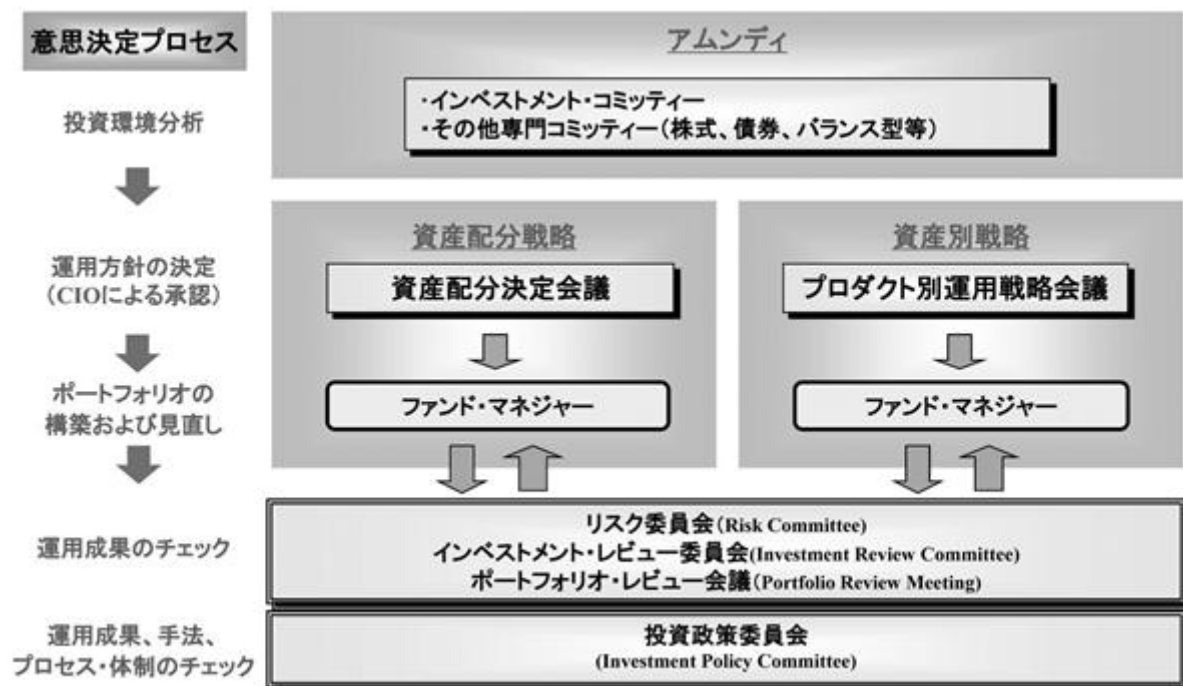 意思決定プロセス
アムンディ
投資環境分析
・インベストメント・コミッティー
・その他専門コミッティー(株式、債券、バランス型等)
資産配分戦略
資産別戦略
運用方針の決定
(CIOによる承認)
資産配分決定会議
プロダクト別運用戦略会議
ポートフォリオの
構築および見直し
ファンド・マネジャー
ファンド・マネジャー
運用成果のチェック
リスク委員会(Risk Committee)
インベストメント・レビュー委員会(Investment Review Committee)
ポートフォリオ・レビュー会議(Portfolio Review Meeting)
運用成果、手法、
プロセス・体制のチェック
投資政策委員会
(Investment Policy Committee)